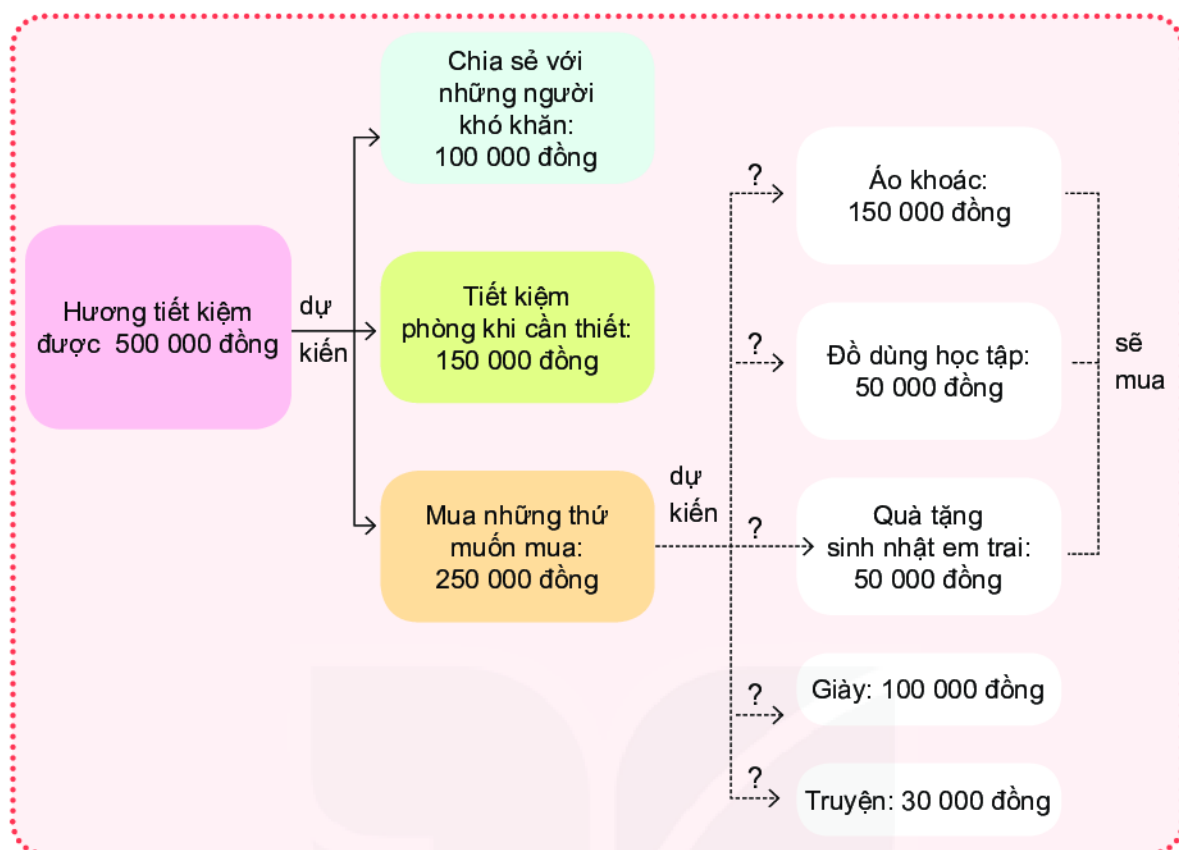 Hương tiết kiệm
được 500 000 đồng
dự
kiến
Chia sẻ với
những người
khó khăn:
100 000 đồng
Tiết kiệm
phòng khi cần thiết:
150 000 đồng
Mua những thứ
muốn mua:
250 000 đồng
dự
kiến
?
Áo khoác:
150 000 đồng
?
Đồ dùng học tập:
50 000 đồng
?
Quà tặng
sinh nhật em trai:
50 000 đồng
?
Giày: 100 000 đồng
?
Truyện: 30 000 đồng
sẽ
mua